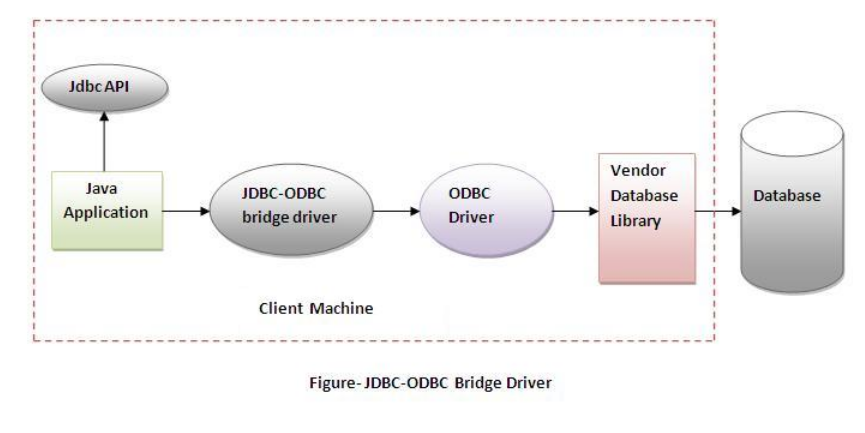 Jdbc API
Java
Application
JDBC-ODBC
bridge driver
ODBC
Driver
Vendor
Database
Library
Database
Client Machine
Figure- JDBC-ODBC Bridge Driver